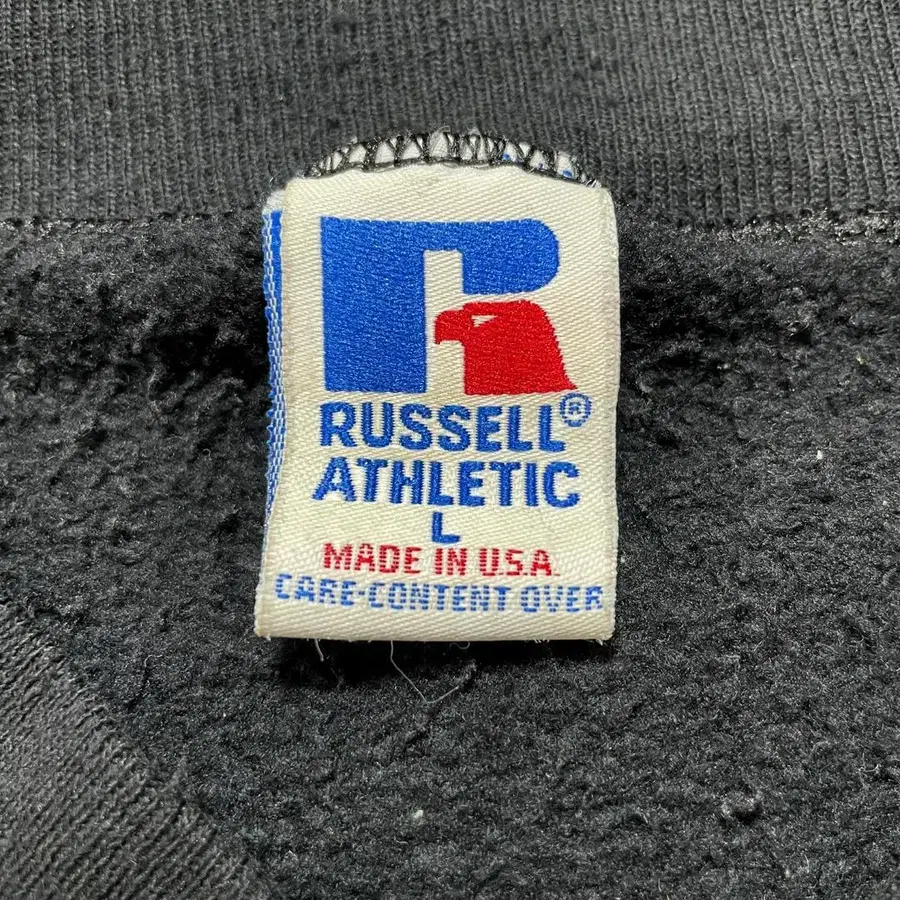 R
RUSSELL®
ATHLETIC
L
MADE IN U.S.A.
CARE-CONTENT OVER